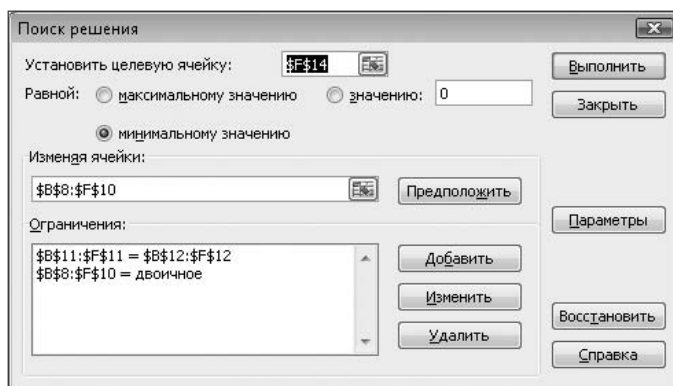 Поиск решения
Установить целевую ячейку: $F$14
Выполнить
Равной: максимальному значению значению: 0
Закрыть
минимальному значению
Изменяя ячейки:
$B$8:$F$10
Предположить
Ограничения:
Параметры
$B$11:$F$11 = $B$12:$F$12
$B$8:$F$10 = двоичное
Добавить
Изменить
Удалить
Восстановить
Справка